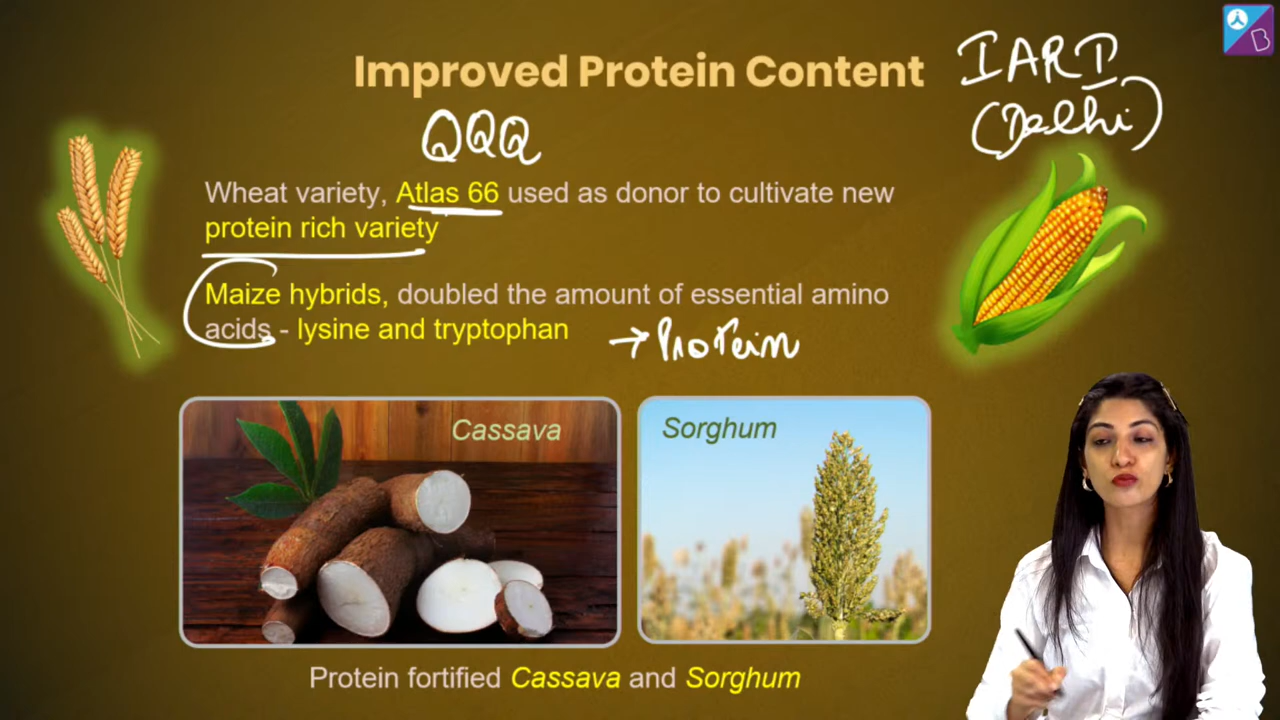 Improved Protein Content
IARI
(Delhi)
QQQ
Wheat variety, Atlas 66 used as donor to cultivate new
protein rich variety
Maize hybrids, doubled the amount of essential amino
acids - lysine and tryptophan
→ Protein
Cassava
Sorghum
Protein fortified Cassava and Sorghum
B